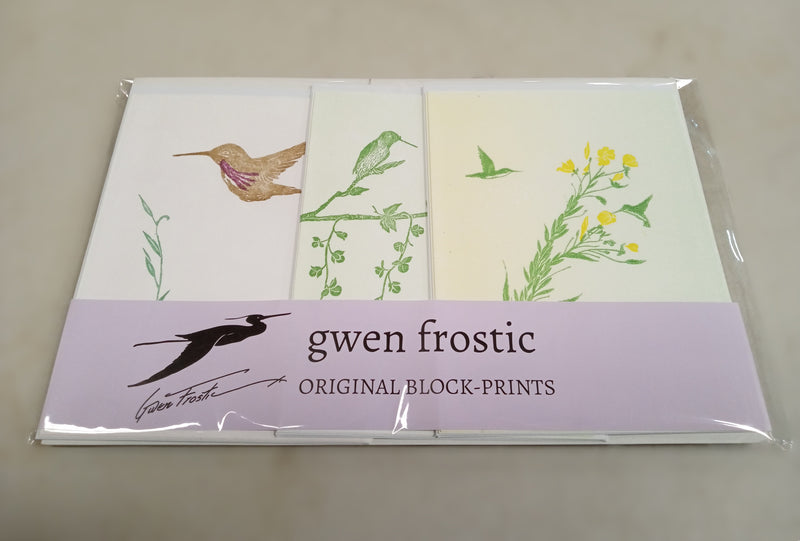 gwen frostic
ORIGINAL BLOCK-PRINTS
Gwen Frostic